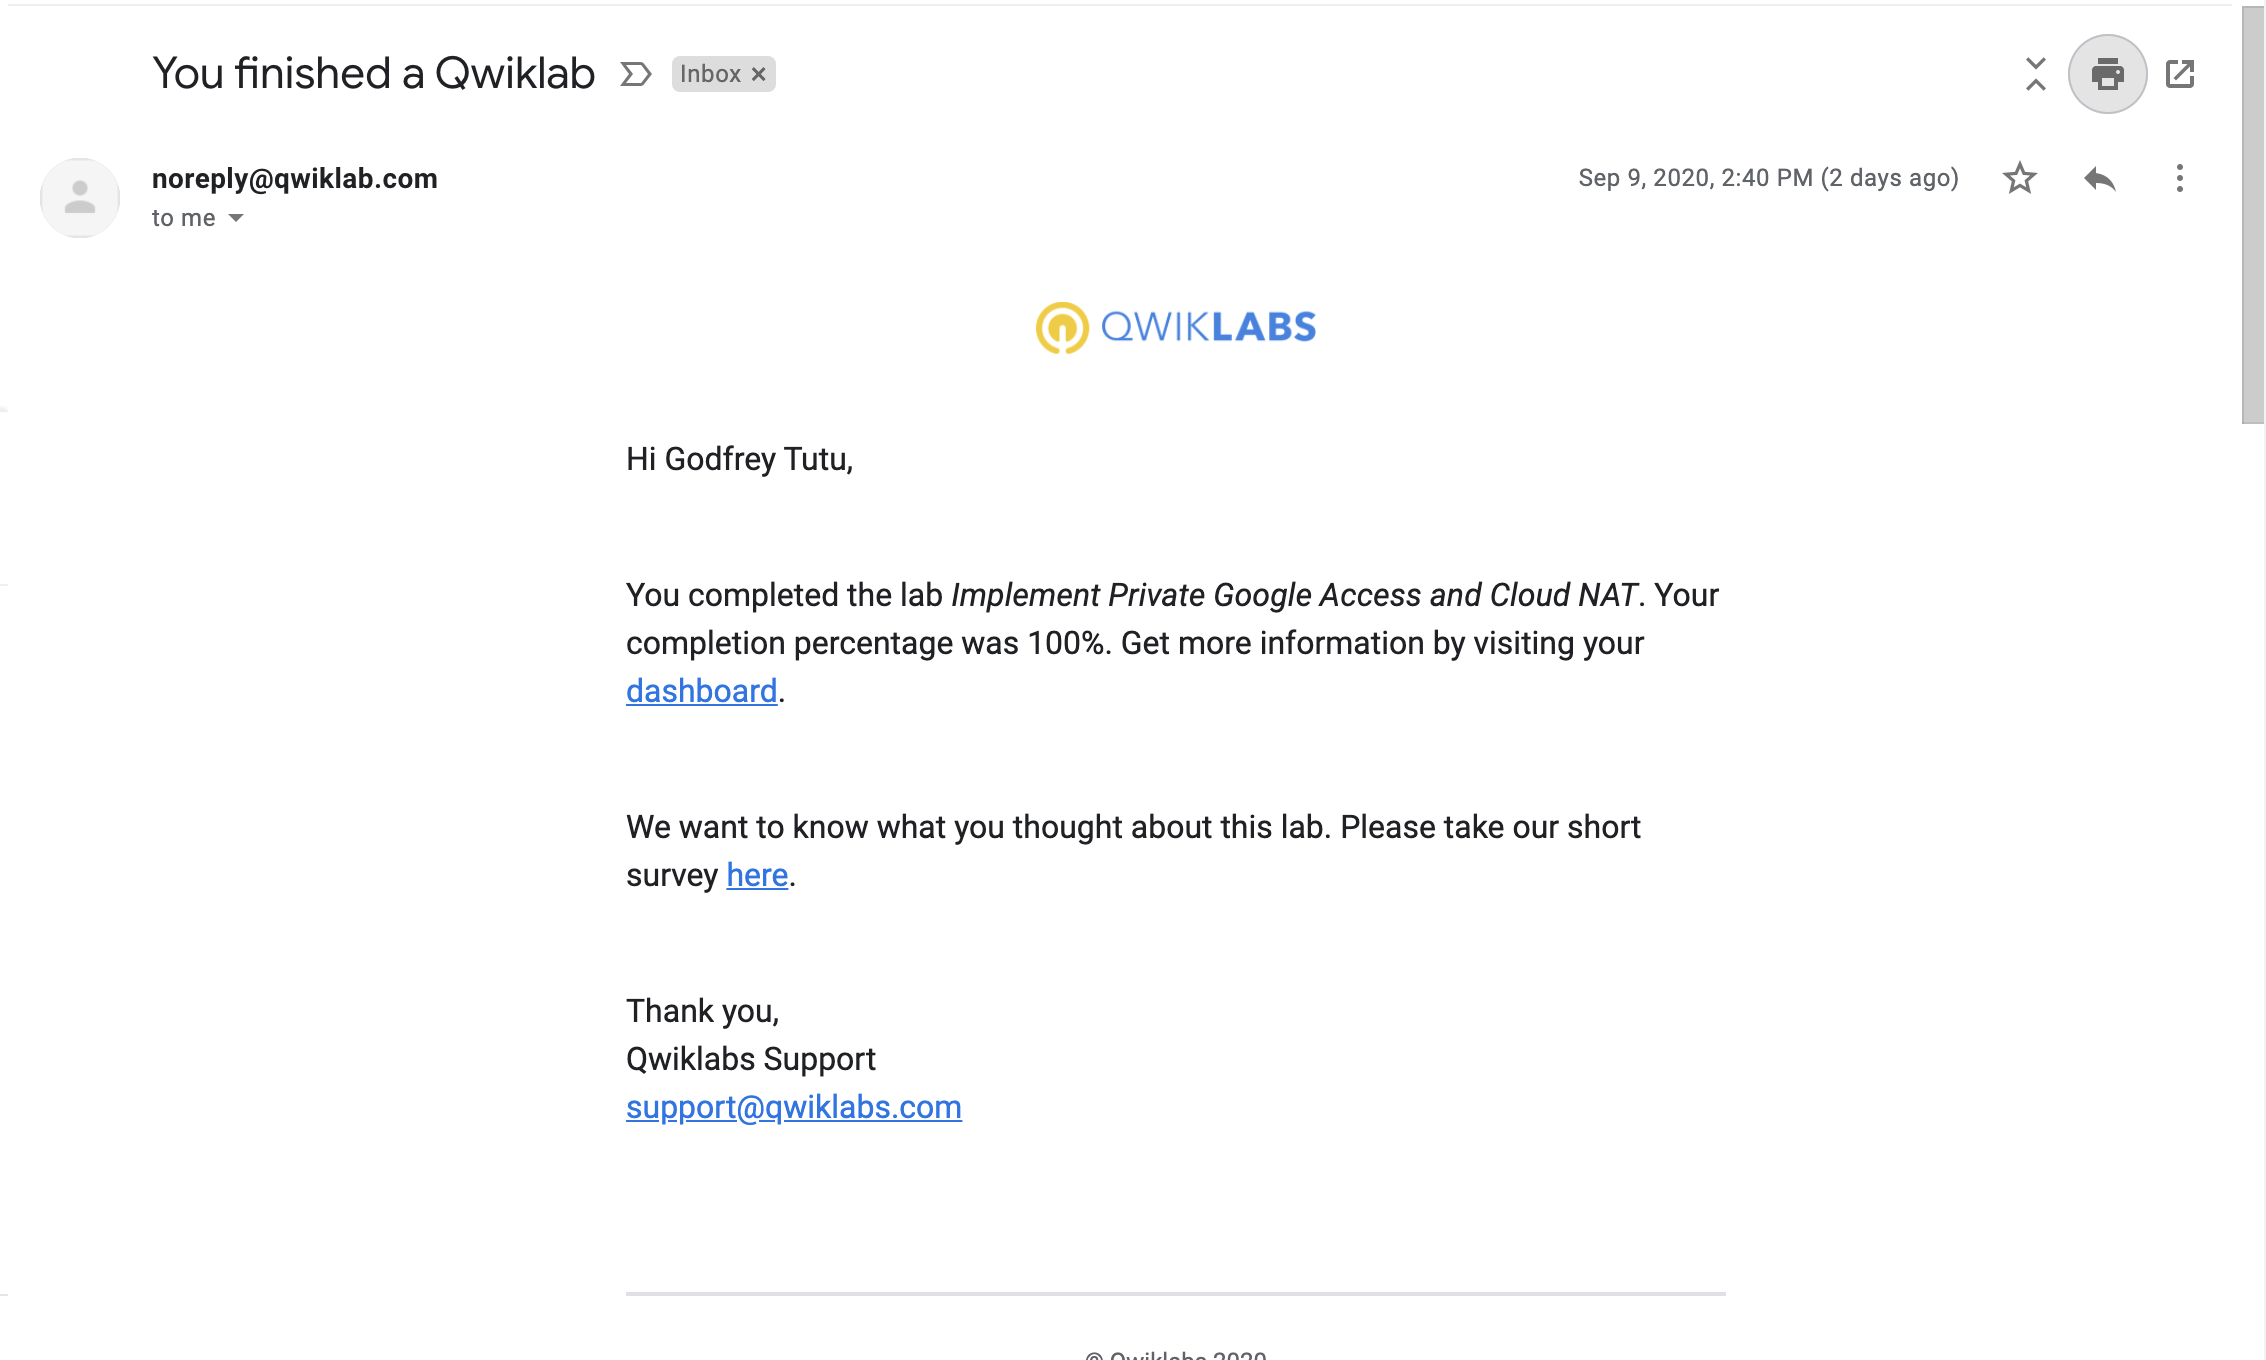 You finished a Qwiklab
Inbox ×
noreply@qwiklab.com
Sep 9, 2020, 2:40 PM (2 days ago)
to me
QWIKLABS
Hi Godfrey Tutu,
You completed the lab Implement Private Google Access and Cloud NAT. Your
completion percentage was 100%. Get more information by visiting your
dashboard.
We want to know what you thought about this lab. Please take our short
survey here.
Thank you,
Qwiklabs Support
support@qwiklabs.com
© Qwiklabs 2020